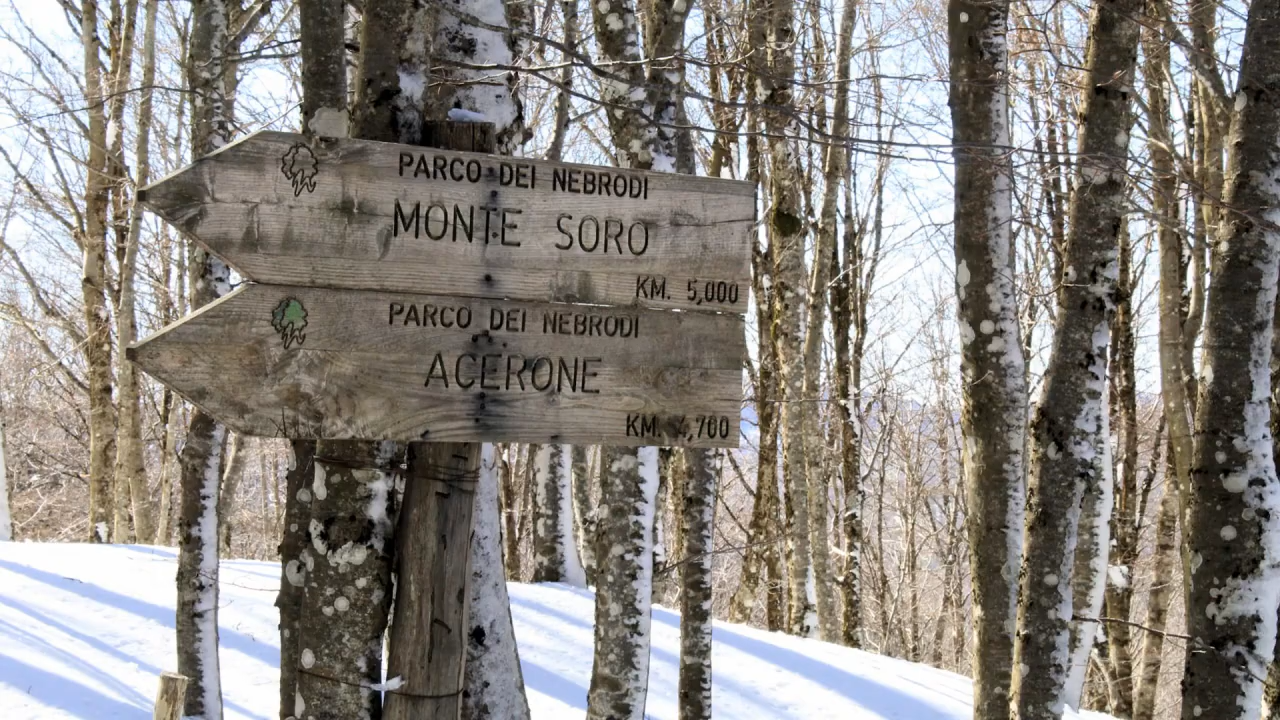 PARCO DEI NEBRODI
MONTE SORO
KM. 5,000
PARCO DEI NEBRODI
ACERONE
KM. 4,700